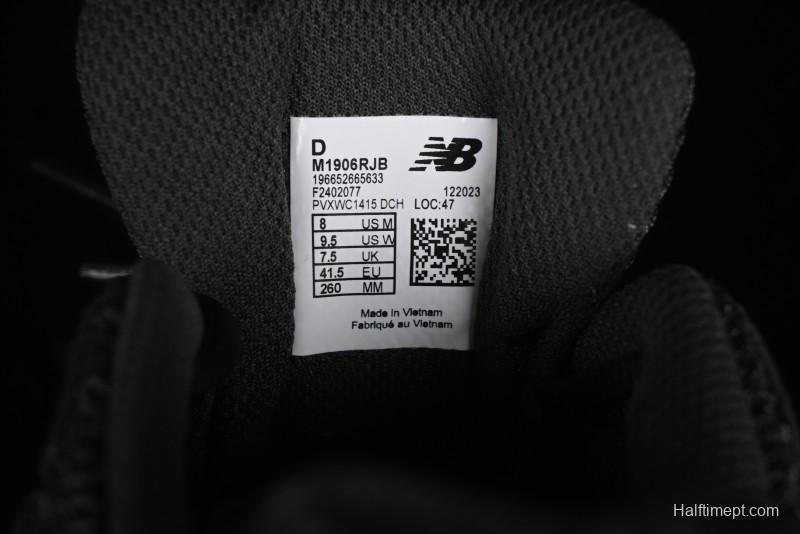 D
M1906RJB
NB
196652665633
F2402077 122023
PVXWC1415 DCH LOC:47
8 US M
9.5 US W
7.5 UK
41.5 EU
260 MM
Made in Vietnam
Fabriqué au Vietnam
Halftimept.com